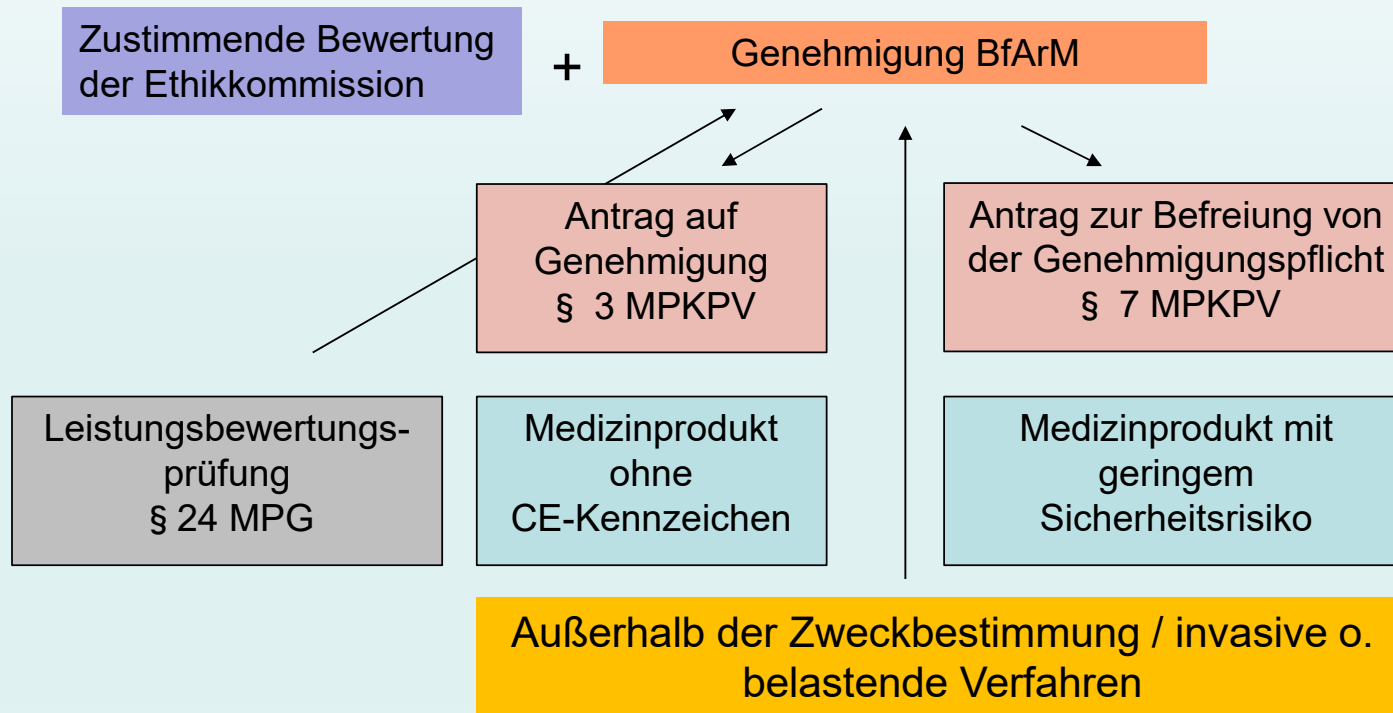 Zustimmende Bewertung
der Ethikkommission
+
Genehmigung BfArM
Antrag auf
Genehmigung
§ 3 MPKPV
Antrag zur Befreiung von
der Genehmigungspflicht
§ 7 MPKPV
Leistungsbewertungs-
prüfung
§ 24 MPG
Medizinprodukt
ohne
CE-Kennzeichen
Medizinprodukt mit
geringem
Sicherheitsrisiko
Außerhalb der Zweckbestimmung / invasive o.
belastende Verfahren